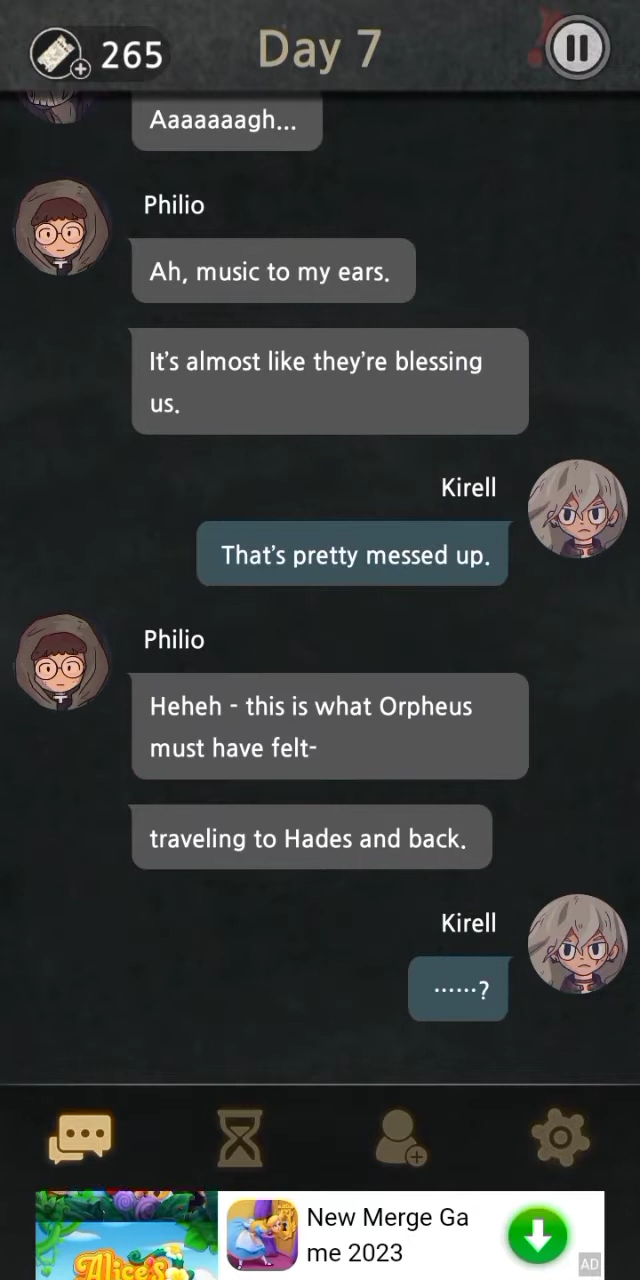 265
Day 7
Aaaaaaagh...
Philio
Ah, music to my ears.
It's almost like they're blessing
us.
Kirell
That's pretty messed up.
Philio
Heheh - this is what Orpheus
must have felt-
traveling to Hades and back.
Kirell
······?
Alice's
New Merge Ga
me 2023
AD